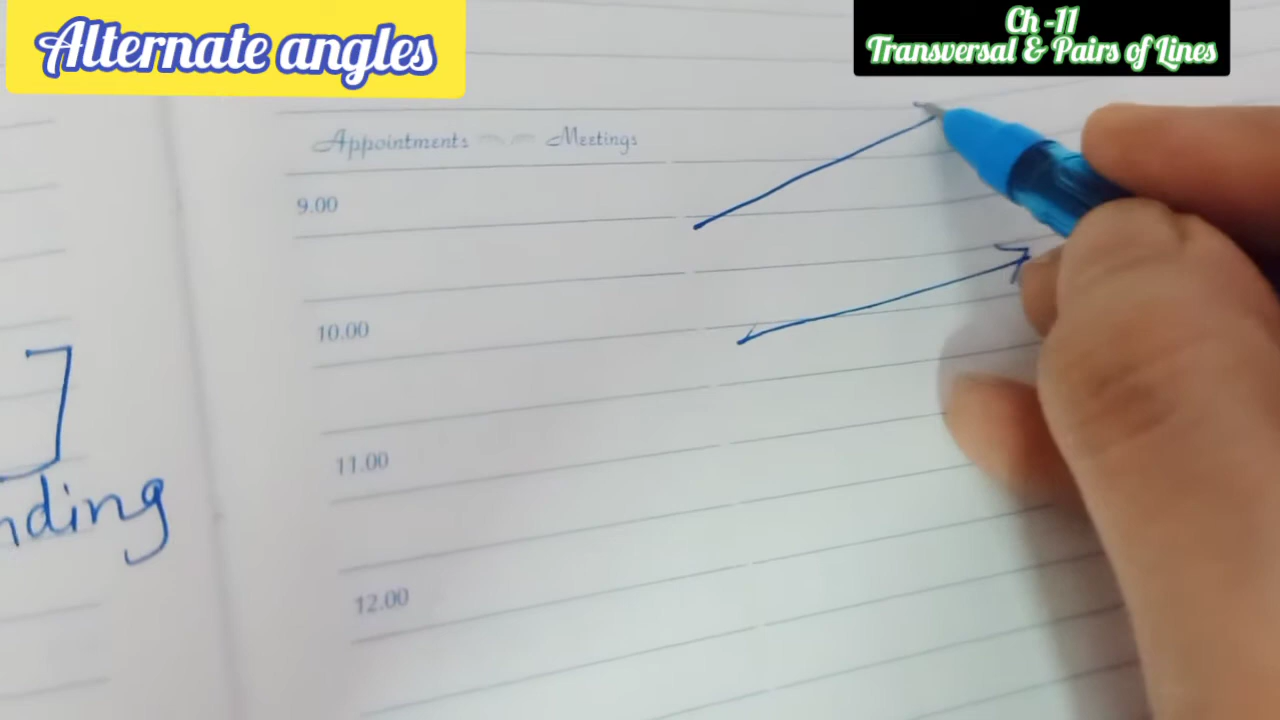 Alternate angles
Ch -11
Transversal & Pairs of Lines
Appointments Meetings
9.00
10.00
11.00
12.00
nding